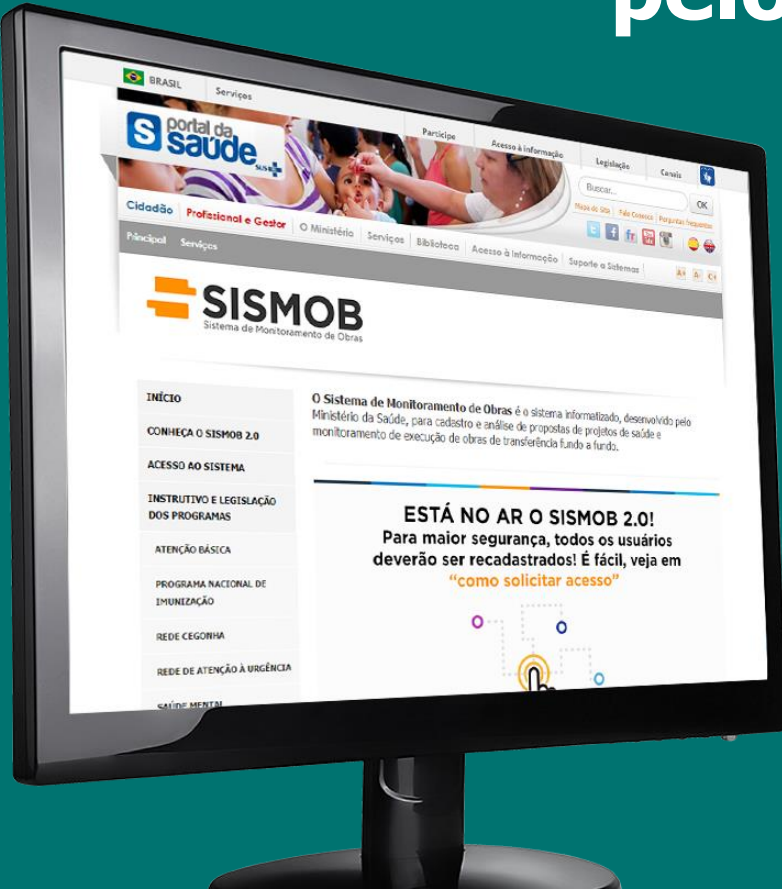 pelo
BRASIL
Serviços
Participe
Acesso à informação
Legislação
Canais
S portal da
saúde
SUS
Buscar...
OK
Mapa do Site | Fale Conosco | Perguntas frequentes
Cidadão
Profissional e Gestor
O Ministério
Serviços
Biblioteca
Acesso à Informação
Suporte a Sistemas
Principal Serviços
A+ A- C+
SISMOB
Sistema de Monitoramento de Obras
INÍCIO
CONHEÇA O SISMOB 2.0
ACESSO AO SISTEMA
INSTRUTIVO E LEGISLAÇÃO
DOS PROGRAMAS
ATENÇÃO BÁSICA
PROGRAMA NACIONAL DE
IMUNIZAÇÃO
REDE CEGONHA
REDE DE ATENÇÃO À URGÊNCIA
SAÚDE MENTAL
O Sistema de Monitoramento de Obras é o sistema informatizado, desenvolvido pelo
Ministério da Saúde, para cadastro e análise de propostas de projetos de saúde e
monitoramento de execução de obras de transferência fundo a fundo.
ESTÁ NO AR O SISMOB 2.0!
Para maior segurança, todos os usuários
deverão ser recadastrados! É fácil, veja em
“como solicitar acesso”